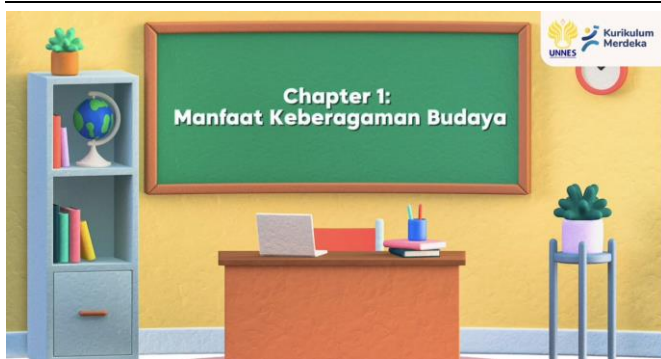 UNNES
Kurikulum
Merdeka
Chapter 1:
Manfaat Keberagaman Budaya